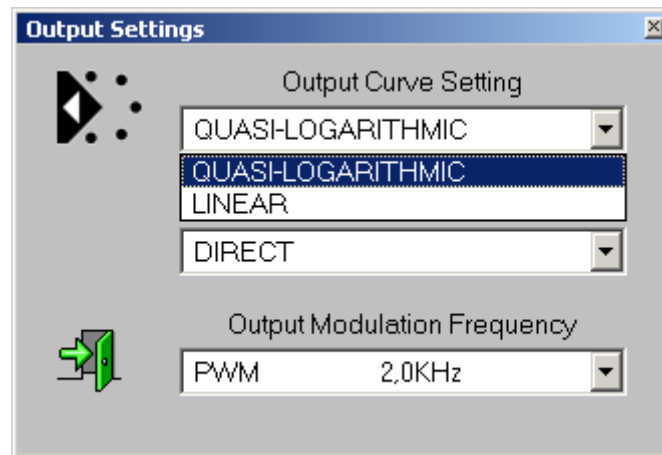 Output Settings
Output Curve Setting
QUASI-LOGARITHMIC
QUASI-LOGARITHMIC
LINEAR
DIRECT
Output Modulation Frequency
PWM 2,0KHz